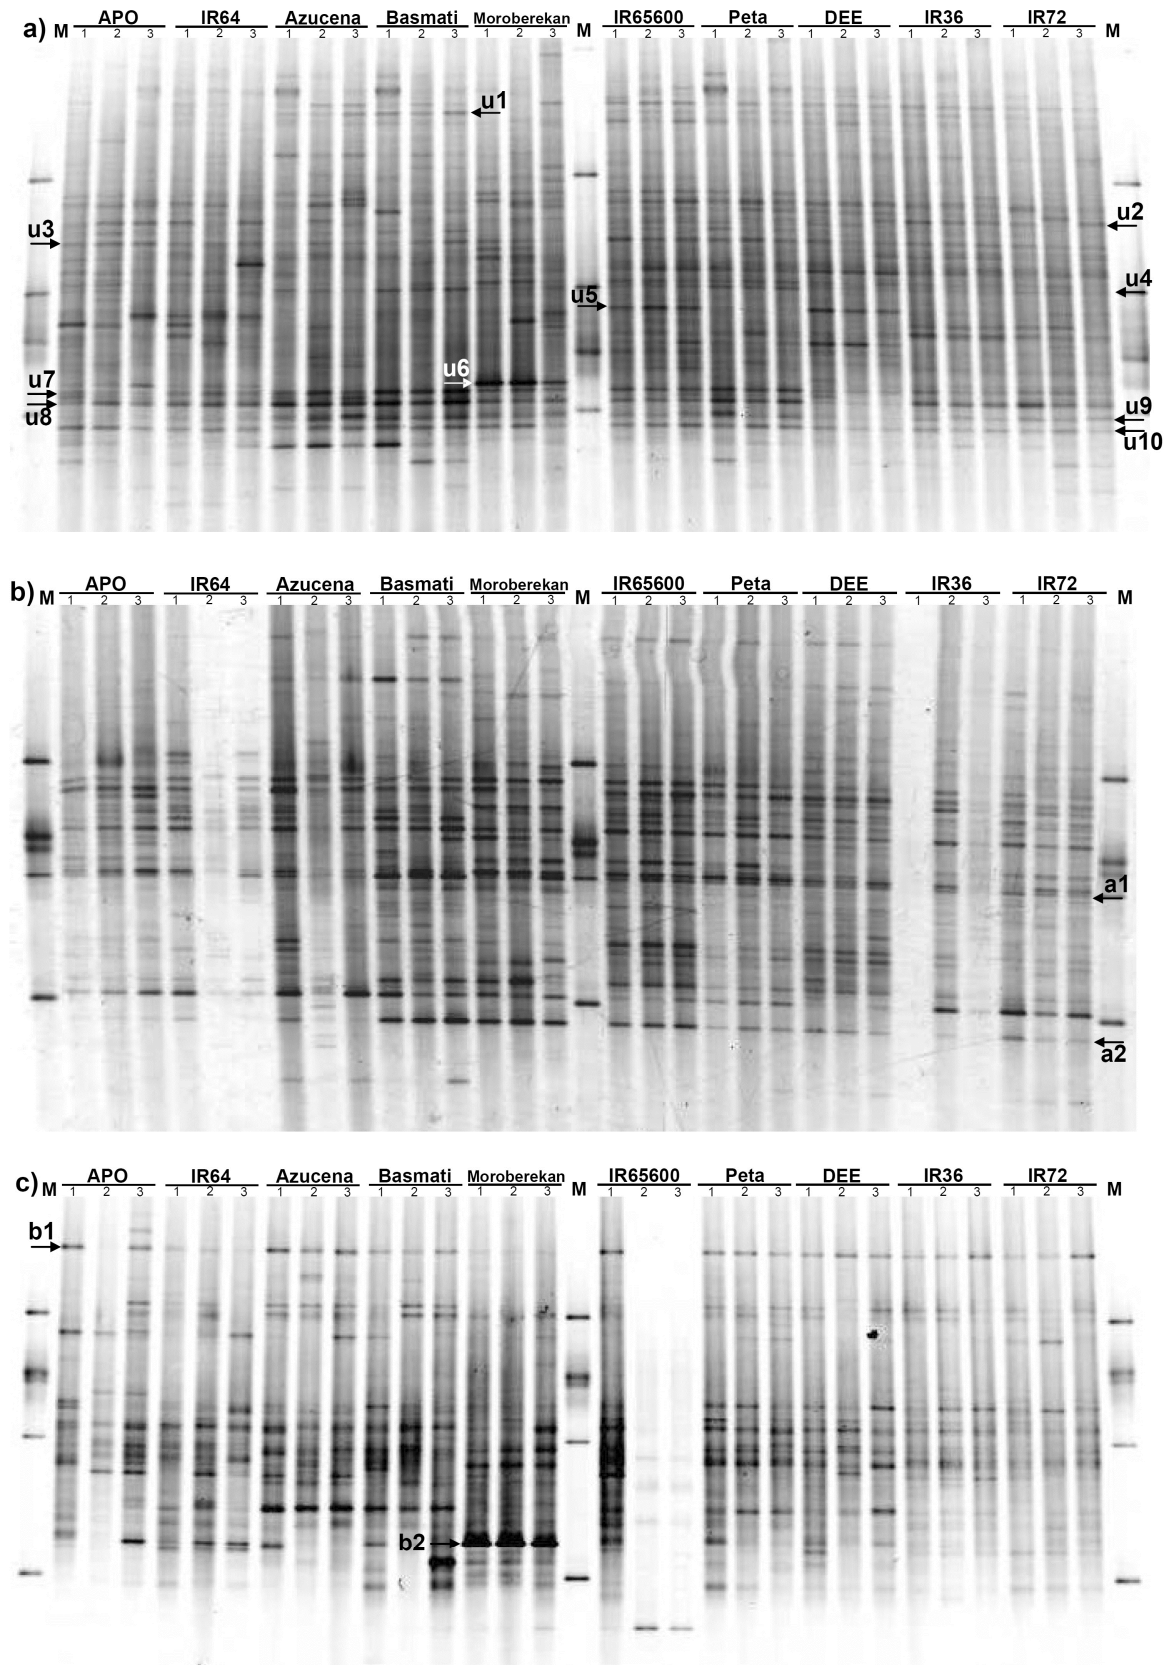 a) M APO IR64 Azucena Basmati Moroberekan M IR65600 Peta DEE IR36 IR72 M
1 2 3 1 2 3 1 2 3 1 2 3 1 2 3 1 2 3 1 2 3 1 2 3 1 2 3 1 2 3
u1
u2
u3
u4
u5
u6
u7
u8
u9
u10
b) M APO IR64 Azucena Basmati Moroberekan M IR65600 Peta DEE IR36 IR72 M
1 2 3 1 2 3 1 2 3 1 2 3 1 2 3 1 2 3 1 2 3 1 2 3 1 2 3 1 2 3
a1
a2
c) M APO IR64 Azucena Basmati Moroberekan M IR65600 Peta DEE IR36 IR72 M
1 2 3 1 2 3 1 2 3 1 2 3 1 2 3 1 2 3 1 2 3 1 2 3 1 2 3 1 2 3
b1
b2